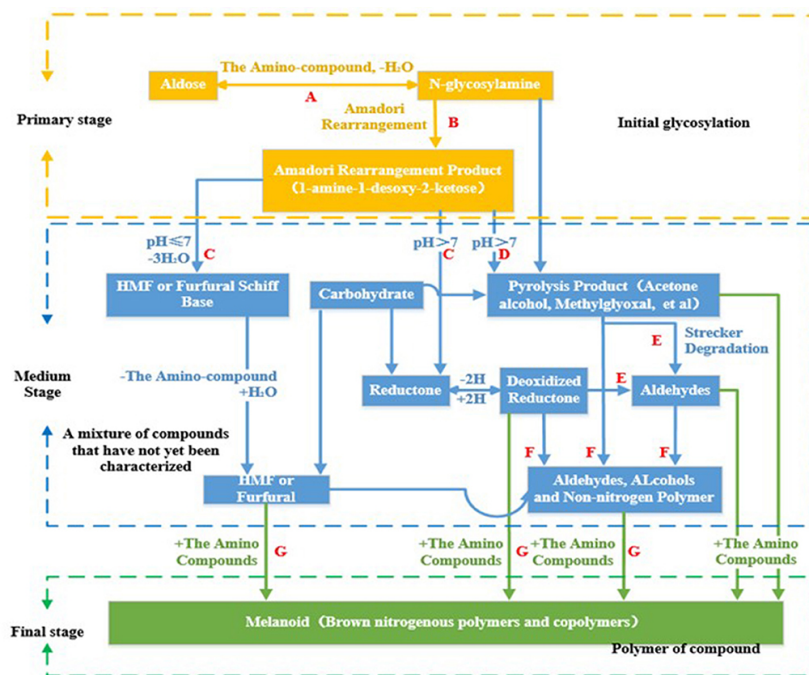 The Amino-compound, -H₂O
Aldose
N-glycosylamine
A
Primary stage
Amadori
Rearrangement
B
Initial glycosylation
Amadori Rearrangement Product
(1-amine-1-desoxy-2-ketose)
pH≤7
-3H₂O
C
pH>7
C
pH>7
D
HMF or Furfural Schiff
Base
Carbohydrate
Pyrolysis Product (Acetone
alcohol, Methylglyoxal, et al)
E
Strecker
Degradation
Medium
Stage
-The Amino-compound
+H₂O
Reductone
-2H
+2H
Deoxidized
Reductone
E
Aldehydes
A mixture of compounds
that have not yet been
characterized
F
F
F
HMF or
Furfural
Aldehydes, ALcohols
and Non-nitrogen Polymer
+The Amino
Compounds
G
+The Amino
Compounds
G
+The Amino
Compounds
G
+The Amino
Compounds
Final stage
Melanoid (Brown nitrogenous polymers and copolymers)
Polymer of compound